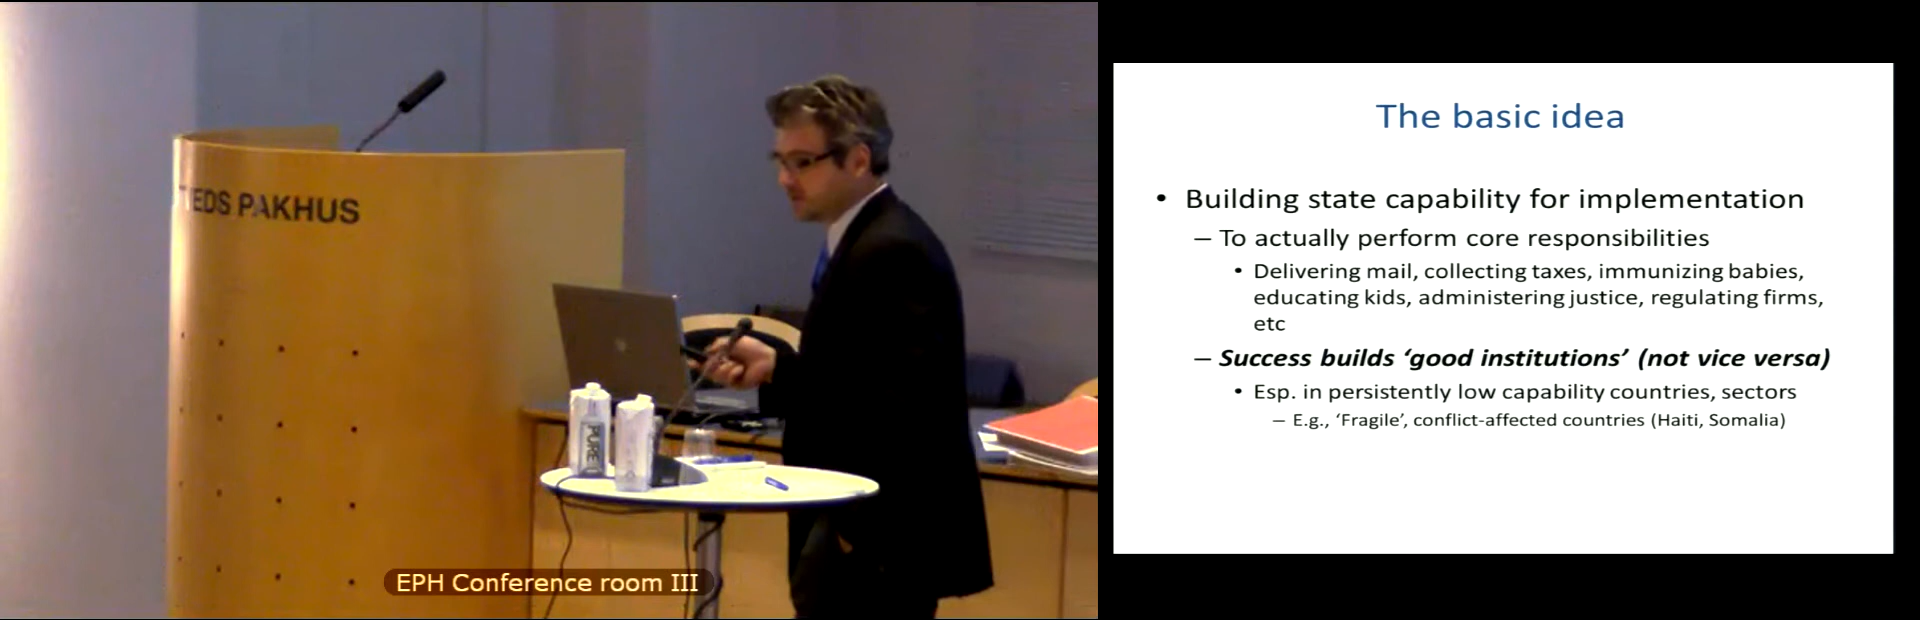 EDS PAKHUS
PURE
EPH Conference room III
The basic idea
• Building state capability for implementation
– To actually perform core responsibilities
• Delivering mail, collecting taxes, immunizing babies,
educating kids, administering justice, regulating firms,
etc
– Success builds ‘good institutions’ (not vice versa)
• Esp. in persistently low capability countries, sectors
– E.g., ‘Fragile’, conflict-affected countries (Haiti, Somalia)